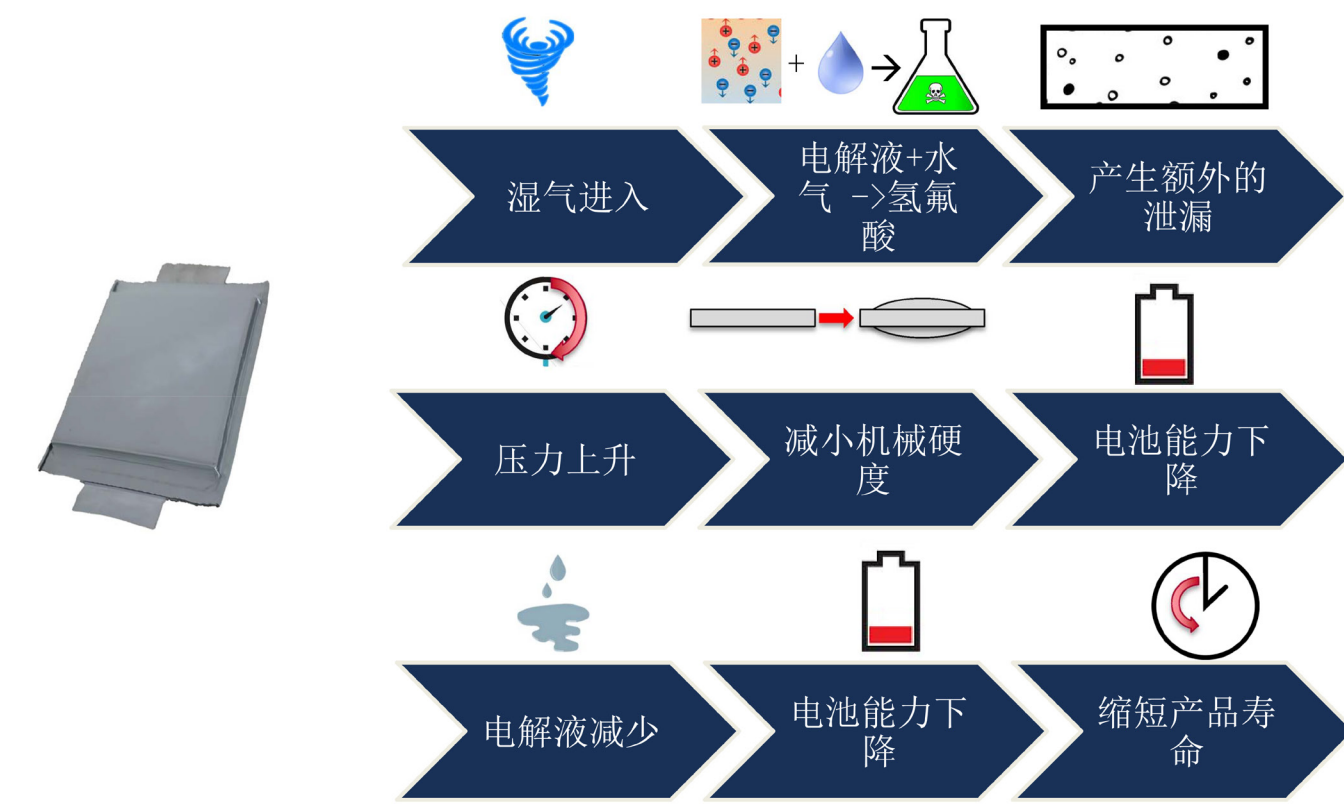 +
湿气进入
电解液+水
气 ->氢氟
酸
产生额外的
泄漏
压力上升
减小机械硬
度
电池能力下
降
电解液减少
电池能力下
降
缩短产品寿
命